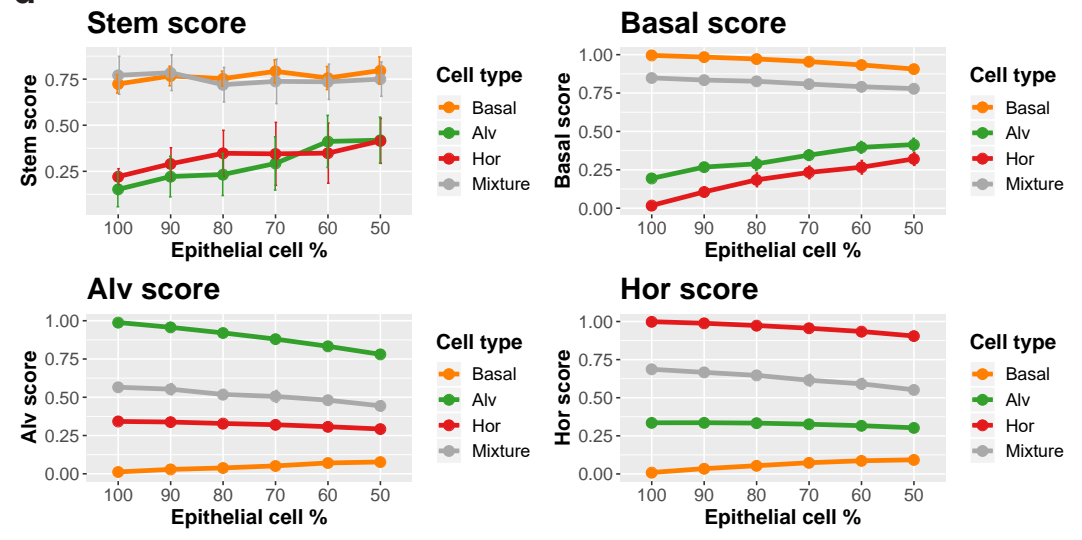 Stem score
Stem score
0.75
0.50
0.25
100 90 80 70 60 50
Epithelial cell %
Cell type
Basal
Alv
Hor
Mixture
Basal score
Basal score
1.00
0.75
0.50
0.25
0.00
100 90 80 70 60 50
Epithelial cell %
Cell type
Basal
Alv
Hor
Mixture
Alv score
Alv score
1.00
0.75
0.50
0.25
0.00
100 90 80 70 60 50
Epithelial cell %
Cell type
Basal
Alv
Hor
Mixture
Hor score
Hor score
1.00
0.75
0.50
0.25
0.00
100 90 80 70 60 50
Epithelial cell %
Cell type
Basal
Alv
Hor
Mixture